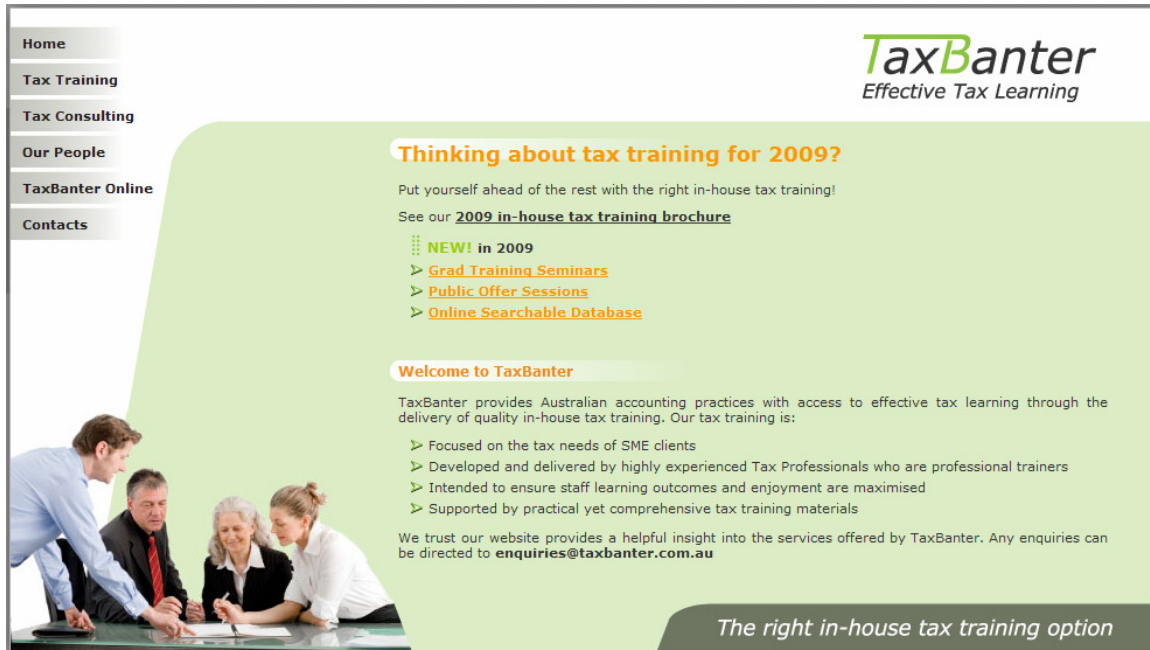 Home
Tax Training
Tax Consulting
Our People
TaxBanter Online
Contacts
TaxBanter
Effective Tax Learning
Thinking about tax training for 2009?
Put yourself ahead of the rest with the right in-house tax training!
See our 2009 in-house tax training brochure
NEW! in 2009
Grad Training Seminars
Public Offer Sessions
Online Searchable Database
Welcome to TaxBanter
TaxBanter provides Australian accounting practices with access to effective tax learning through the
delivery of quality in-house tax training. Our tax training is:
Focused on the tax needs of SME clients
Developed and delivered by highly experienced Tax Professionals who are professional trainers
Intended to ensure staff learning outcomes and enjoyment are maximised
Supported by practical yet comprehensive tax training materials
We trust our website provides a helpful insight into the services offered by TaxBanter. Any enquiries can
be directed to enquiries@taxbanter.com.au
The right in-house tax training option